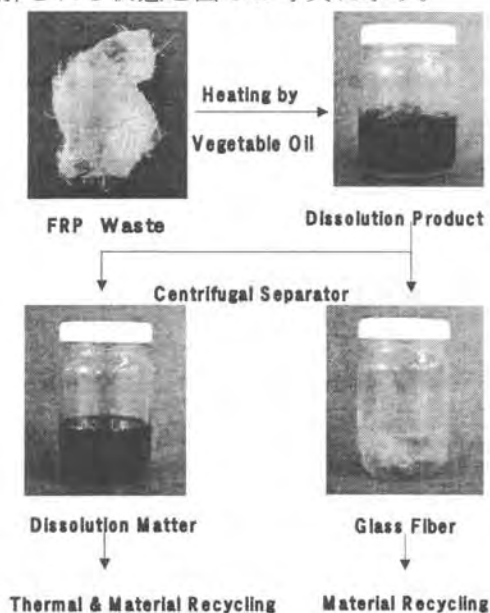 Heating by
Vegetable Oil
FRP Waste
Dissolution Product
Centrifugal Separator
Dissolution Matter
Glass Fiber
Thermal & Material Recycling
Material Recycling